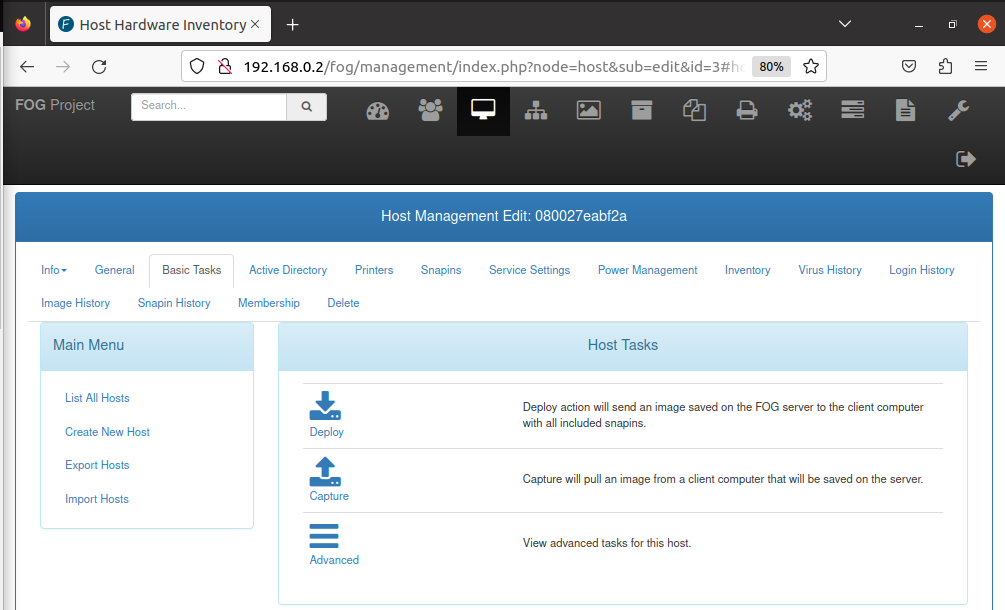 Host Hardware Inventory
192.168.0.2/fog/management/index.php?node=host&sub=edit&id=3#ho
80%
FOG Project
Search...
Host Management Edit: 080027eabf2a
Info
General
Basic Tasks
Active Directory
Printers
Snapins
Service Settings
Power Management
Inventory
Virus History
Login History
Image History
Snapin History
Membership
Delete
Main Menu
List All Hosts
Create New Host
Export Hosts
Import Hosts
Host Tasks
Deploy
Deploy action will send an image saved on the FOG server to the client computer
with all included snapins.
Capture
Capture will pull an image from a client computer that will be saved on the server.
Advanced
View advanced tasks for this host.